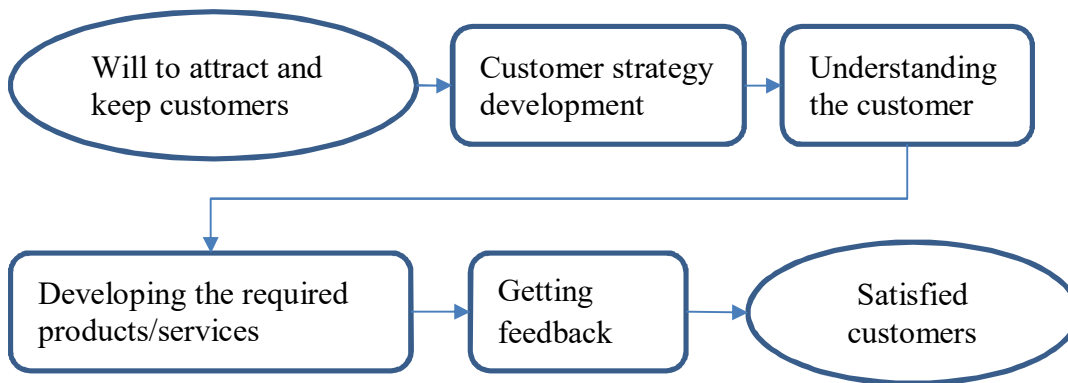 Will to attract and
keep customers
Customer strategy
development
Understanding
the customer
Developing the required
products/services
Getting
feedback
Satisfied
customers